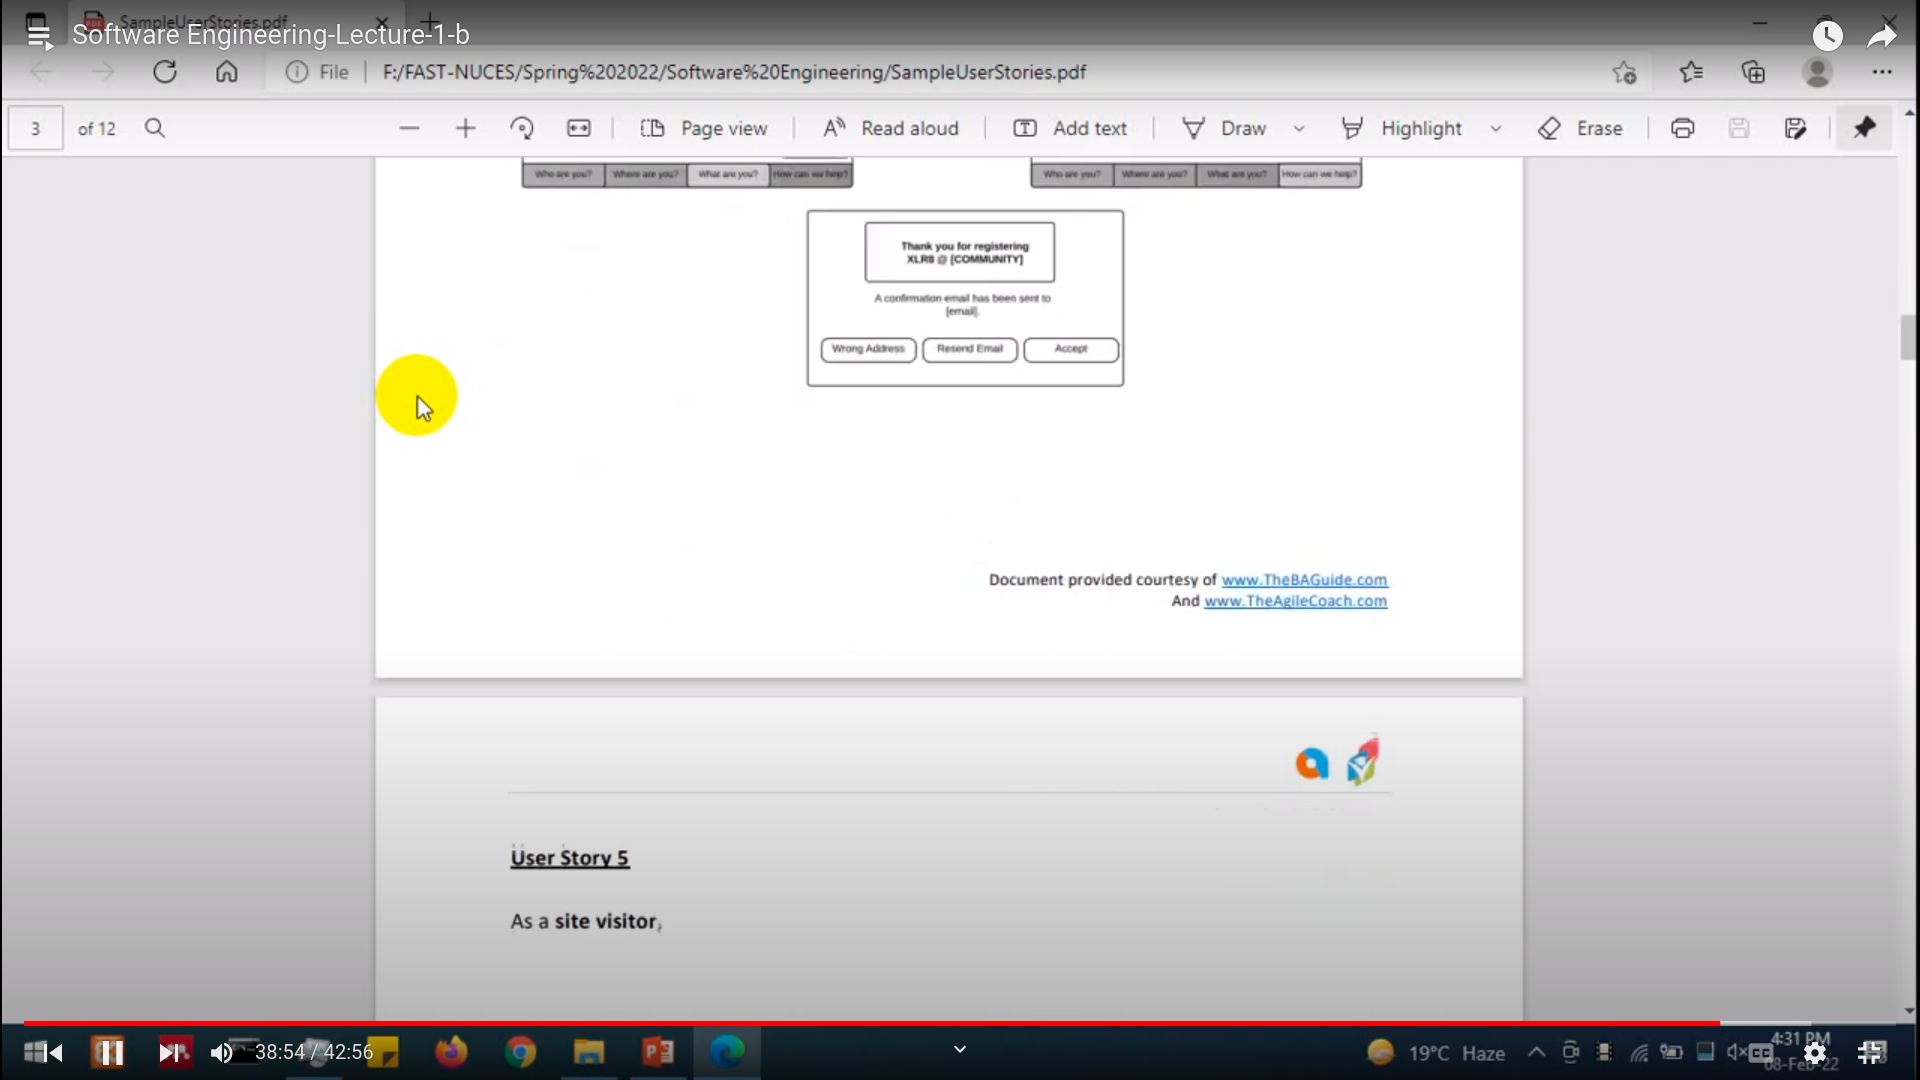 SampleUserStories.pdf
Software Engineering-Lecture-1-b
File F:/FAST-NUCES/Spring%202022/Software%20Engineering/SampleUserStories.pdf
3 of 12 Page view Read aloud Add text Draw Highlight Erase
Who are you? Where are you? What are you? How can we help? Who are you? Where are you? What are you? How can we help?
Thank you for registering
XLR8 @ [COMMUNITY]
A confirmation email has been sent to
[email].
Wrong Address Resend Email Accept
Document provided courtesy of www.TheBAGuide.com
And www.TheAgileCoach.com
User Story 5
As a site visitor,
38:54 / 42:56 19°C Haze CC 4:31 PM
08-Feb-22